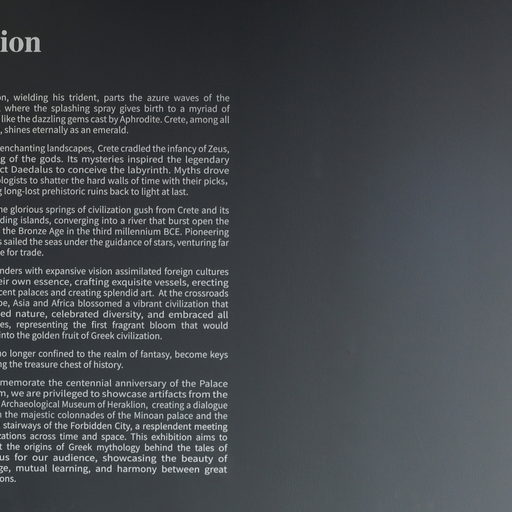 ion
on, wielding his trident, parts the azure waves of the
where the splashing spray gives birth to a myriad of
like the dazzling gems cast by Aphrodite. Crete, among all
, shines eternally as an emerald.
enchanting landscapes, Crete cradled the infancy of Zeus,
g of the gods. Its mysteries inspired the legendary
ct Daedalus to conceive the labyrinth. Myths drove
ologists to shatter the hard walls of time with their picks,
g long-lost prehistoric ruins back to light at last.
he glorious springs of civilization gush from Crete and its
ding islands, converging into a river that burst open the
the Bronze Age in the third millennium BCE. Pioneering
s sailed the seas under the guidance of stars, venturing far
e for trade.
nders with expansive vision assimilated foreign cultures
eir own essence, crafting exquisite vessels, erecting
cent palaces and creating splendid art. At the crossroads
pe, Asia and Africa blossomed a vibrant civilization that
ed nature, celebrated diversity, and embraced all
es, representing the first fragrant bloom that would
into the golden fruit of Greek civilization.
no longer confined to the realm of fantasy, become keys
ng the treasure chest of history.
memorate the centennial anniversary of the Palace
m, we are privileged to showcase artifacts from the
Archaeological Museum of Heraklion, creating a dialogue
n the majestic colonnades of the Minoan palace and the
stairways of the Forbidden City, a resplendent meeting
zations across time and space. This exhibition aims to
t the origins of Greek mythology behind the tales of
us for our audience, showcasing the beauty of
ge, mutual learning, and harmony between great
ons.